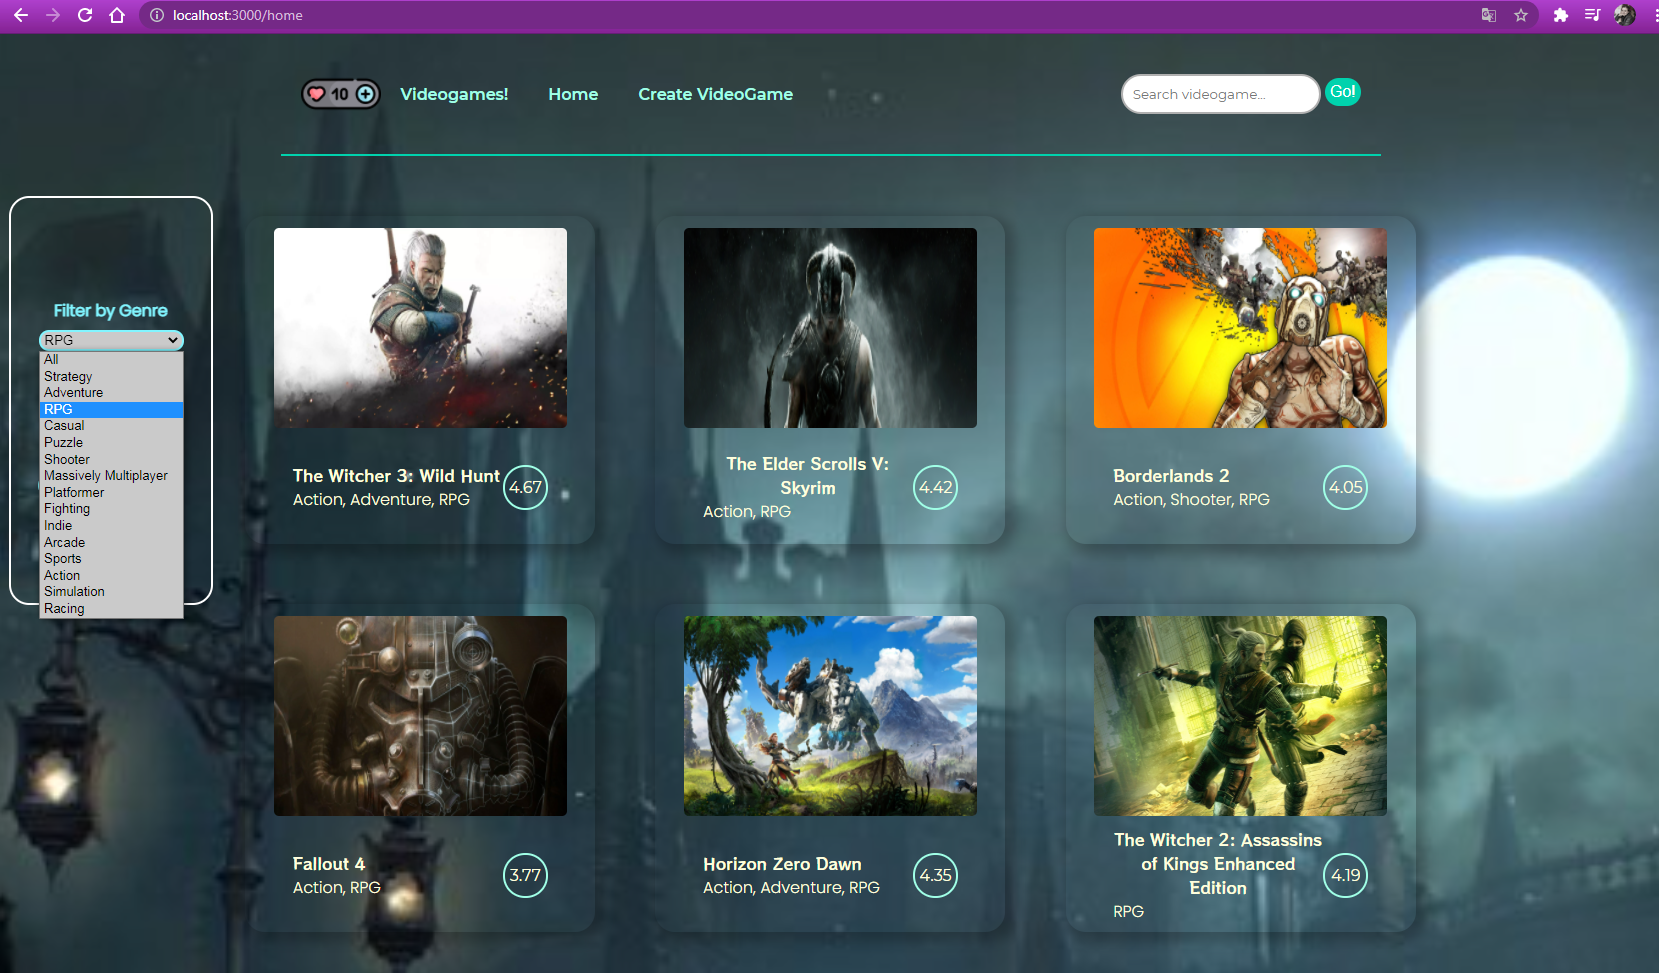 localhost:3000/home
10
Videogames!
Home
Create VideoGame
Search videogame...
Go!
Filter by Genre
RPG
All
Strategy
Adventure
RPG
Casual
Puzzle
Shooter
Massively Multiplayer
Platformer
Fighting
Indie
Arcade
Sports
Action
Simulation
Racing
The Witcher 3: Wild Hunt
Action, Adventure, RPG
4.67
The Elder Scrolls V:
Skyrim
Action, RPG
4.42
Borderlands 2
Action, Shooter, RPG
4.05
Fallout 4
Action, RPG
3.77
Horizon Zero Dawn
Action, Adventure, RPG
4.35
The Witcher 2: Assassins
of Kings Enhanced
Edition
RPG
4.19